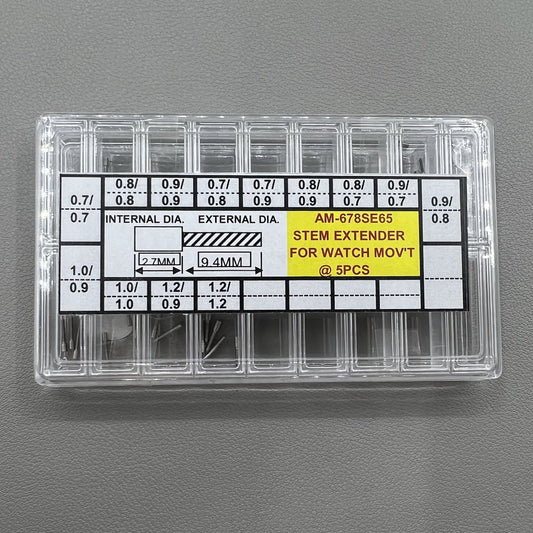 0.7/ 0.8/ 0.9/ 0.7/ 0.7/ 0.9/ 0.8/ 0.9/ 0.9/
0.7 0.8 0.9 0.8 0.9 0.9 0.7 0.7 0.8
INTERNAL DIA. EXTERNAL DIA.
2.7MM 9.4MM
AM-678SE65
STEM EXTENDER
FOR WATCH MOV'T
@ 5PCS
1.0/ 1.0/ 1.2/ 1.2/
0.9 1.0 0.9 1.2